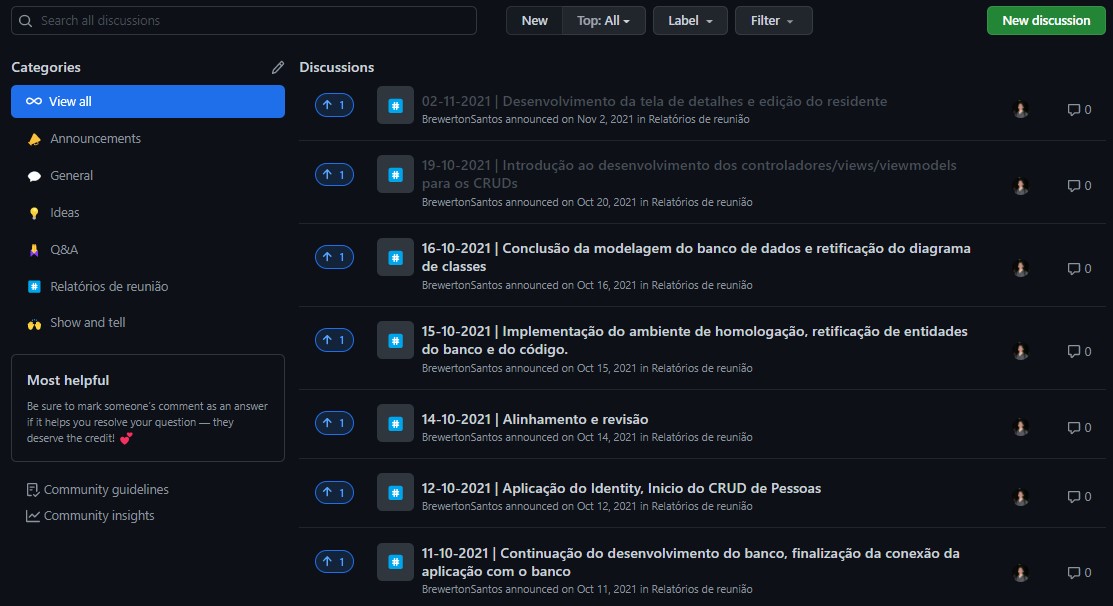 Search all discussions
New
Top: All
Label
Filter
New discussion
Categories
View all
Announcements
General
Ideas
Q&A
Relatórios de reunião
Show and tell
Most helpful
Be sure to mark someone's comment as an answer
if it helps you resolve your question — they
deserve the credit! 💕
Community guidelines
Community insights
Discussions
1
02-11-2021 | Desenvolvimento da tela de detalhes e edição do residente
BrewertonSantos announced on Nov 2, 2021 in Relatórios de reunião
0
1
19-10-2021 | Introdução ao desenvolvimento dos controladores/views/viewmodels
para os CRUDs
BrewertonSantos announced on Oct 20, 2021 in Relatórios de reunião
0
1
16-10-2021 | Conclusão da modelagem do banco de dados e retificação do diagrama
de classes
BrewertonSantos announced on Oct 16, 2021 in Relatórios de reunião
0
1
15-10-2021 | Implementação do ambiente de homologação, retificação de entidades
do banco e do código.
BrewertonSantos announced on Oct 15, 2021 in Relatórios de reunião
0
1
14-10-2021 | Alinhamento e revisão
BrewertonSantos announced on Oct 14, 2021 in Relatórios de reunião
0
1
12-10-2021 | Aplicação do Identity, Inicio do CRUD de Pessoas
BrewertonSantos announced on Oct 12, 2021 in Relatórios de reunião
0
1
11-10-2021 | Continuação do desenvolvimento do banco, finalização da conexão da
aplicação com o banco
BrewertonSantos announced on Oct 11, 2021 in Relatórios de reunião
0